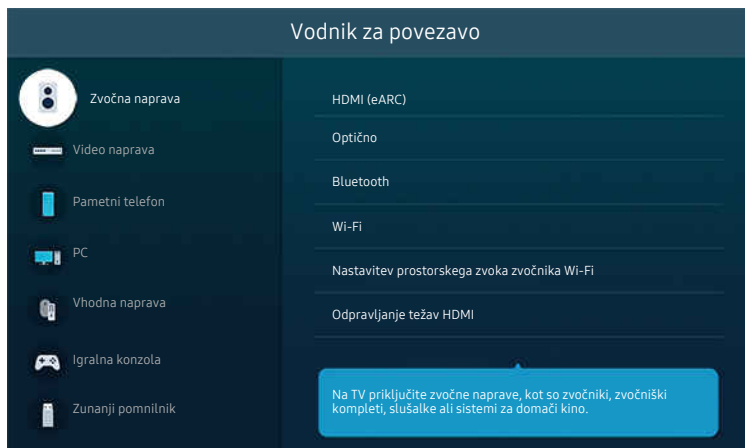 Vodnik za povezavo
Zvočna naprava
Video naprava
Pametni telefon
PC
Vhodna naprava
Igralna konzola
Zunanji pomnilnik
HDMI (eARC)
Optično
Bluetooth
Wi-Fi
Nastavitev prostorskega zvoka zvočnika Wi-Fi
Odpravljanje težav HDMI
Na TV priključite zvočne naprave, kot so zvočniki, zvočniški
kompleti, slušalke ali sistemi za domači kino.